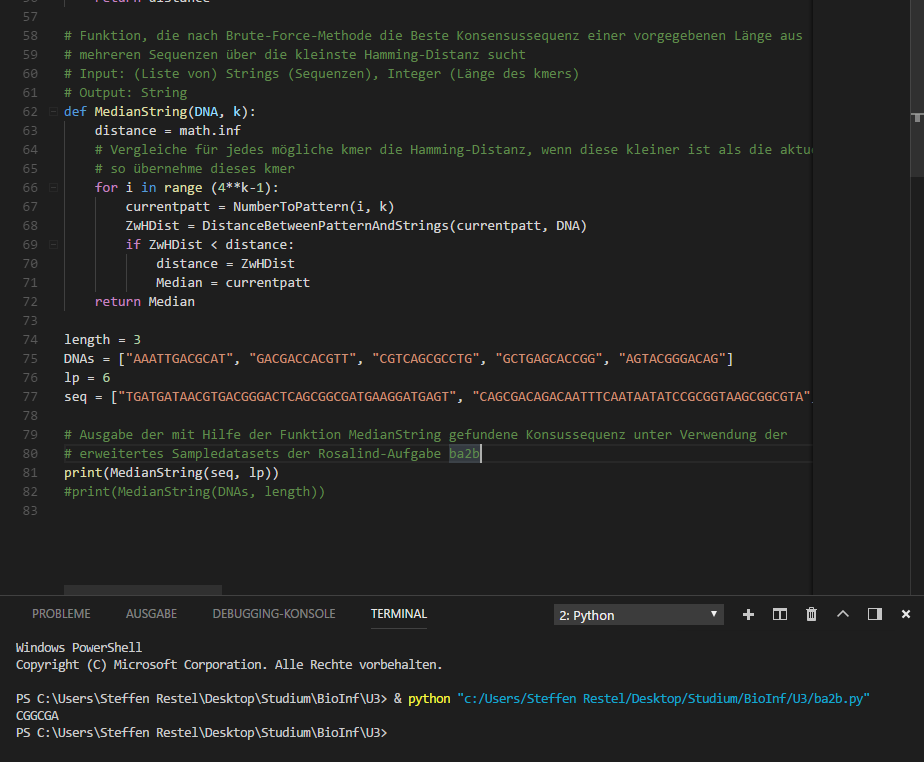 return distance
57
58 # Funktion, die nach Brute-Force-Methode die Beste Konsensussequenz einer vorgegebenen Länge aus
59 # mehreren Sequenzen über die kleinste Hamming-Distanz sucht
60 # Input: (Liste von) Strings (Sequenzen), Integer (Länge des kmers)
61 # Output: String
62 def MedianString(DNA, k):
63 distance = math.inf
64 # Vergleiche für jedes mögliche kmer die Hamming-Distanz, wenn diese kleiner ist als die
65 # so übernehme dieses kmer
66 for i in range (4**k-1):
67 currentpatt = NumberToPattern(i, k)
68 ZwHDist = DistanceBetweenPatternAndStrings(currentpatt, DNA)
69 if ZwHDist < distance:
70 distance = ZwHDist
71 Median = currentpatt
72 return Median
73
74 length = 3
75 DNAs = ["AAATTGACGCAT", "GACGACCACGTT", "CGTCAGCGCCTG", "GCTGAGCACCGG", "AGTACGGGACAG"]
76 lp = 6
77 seq = ["TGATGATAACGTGACGGGACTCAGCGGCGATGAAGGATGAGT", "CAGCGACAGACAATTTCAATAATATCCGCGGTAAGCGGCGTA"
78
79 # Ausgabe der mit Hilfe der Funktion MedianString gefundene Konsussequenz unter Verwendung der
80 # erweitertes Sampledatasets der Rosalind-Aufgabe ba2b
81 print(MedianString(seq, lp))
82 #print(MedianString(DNAs, length))
83
PROBLEME AUSGABE DEBUGGING-KONSOLE TERMINAL 2: Python
Windows PowerShell
Copyright (C) Microsoft Corporation. Alle Rechte vorbehalten.
PS C:\Users\Steffen Restel\Desktop\Studium\BioInf\U3> & python "c:/Users/Steffen Restel/Desktop/Studium/BioInf/U3/ba2b.py"
CGGCGA
PS C:\Users\Steffen Restel\Desktop\Studium\BioInf\U3>